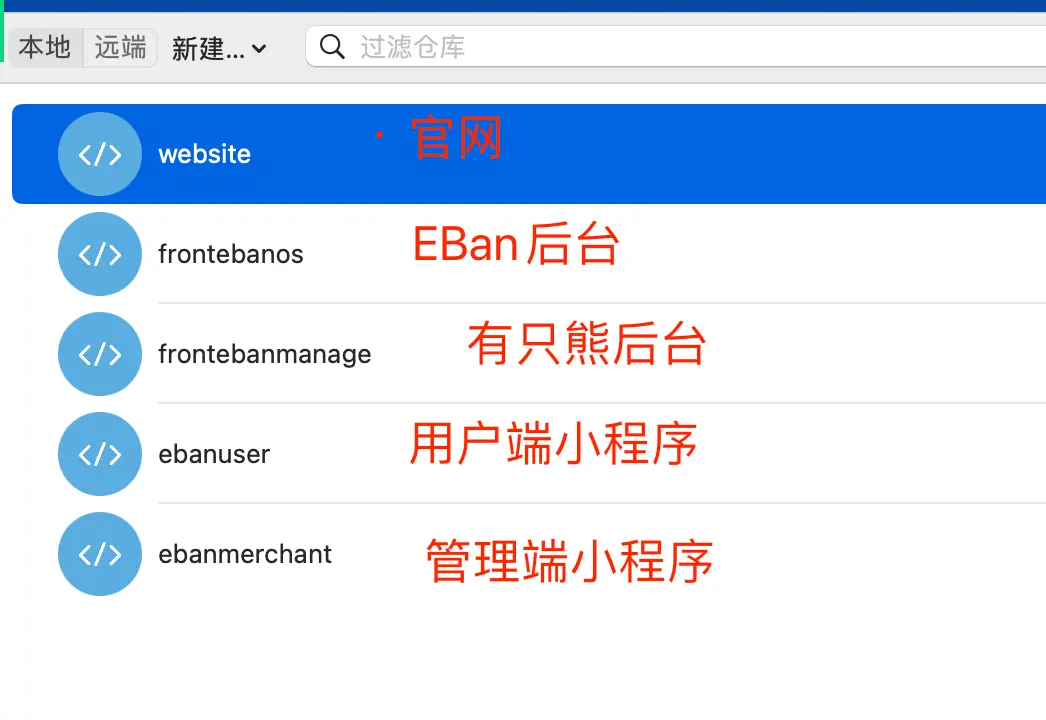 本地 远端 新建... 过滤仓库
</> website 官网
</> frontebanos EBan后台
</> frontebanmanage 有只熊后台
</> ebanuser 用户端小程序
</> ebanmerchant 管理端小程序